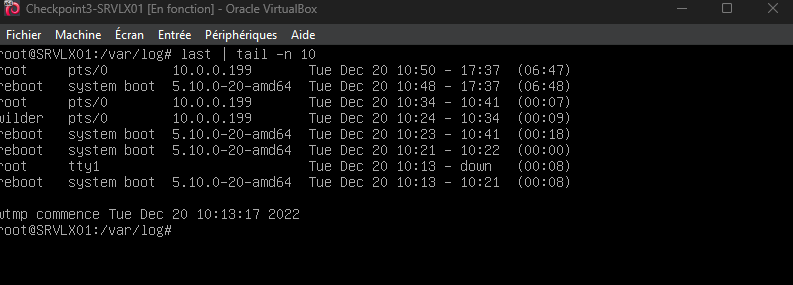 Checkpoint3-SRVLX01 [En fonction] - Oracle VirtualBox
Fichier Machine Écran Entrée Périphériques Aide
root@SRVLX01:/var/log# last | tail -n 10
root     pts/0        10.0.0.199       Tue Dec 20 10:50 - 17:37  (06:47)
reboot   system boot  5.10.0-20-amd64  Tue Dec 20 10:48 - 17:37  (06:48)
root     pts/0        10.0.0.199       Tue Dec 20 10:34 - 10:41  (00:07)
wilder   pts/0        10.0.0.199       Tue Dec 20 10:24 - 10:34  (00:09)
reboot   system boot  5.10.0-20-amd64  Tue Dec 20 10:23 - 10:41  (00:18)
reboot   system boot  5.10.0-20-amd64  Tue Dec 20 10:21 - 10:22  (00:00)
root     tty1                          Tue Dec 20 10:13 - down   (00:08)
reboot   system boot  5.10.0-20-amd64  Tue Dec 20 10:13 - 10:21  (00:08)
wtmp commence Tue Dec 20 10:13:17 2022
root@SRVLX01:/var/log#